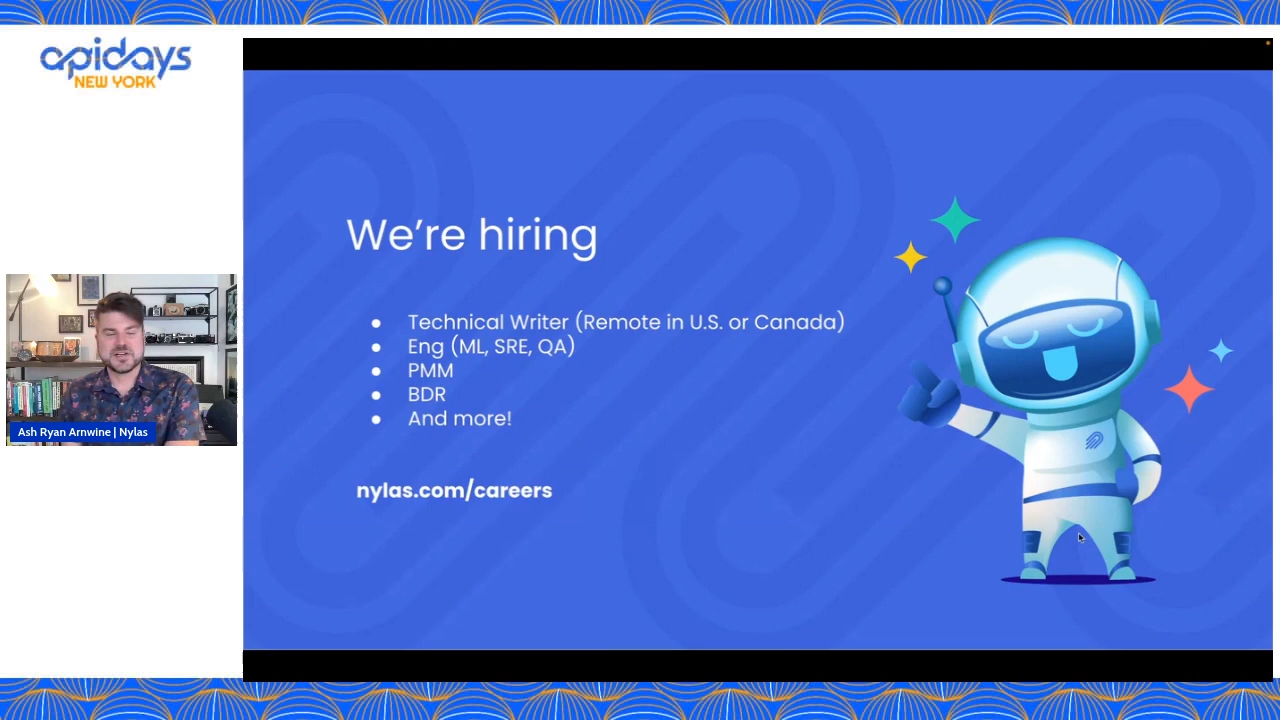 apidays
NEW YORK
We're hiring
● Technical Writer (Remote in U.S. or Canada)
● Eng (ML, SRE, QA)
● PMM
● BDR
● And more!
nylas.com/careers
Ash Ryan Arnwine | Nylas